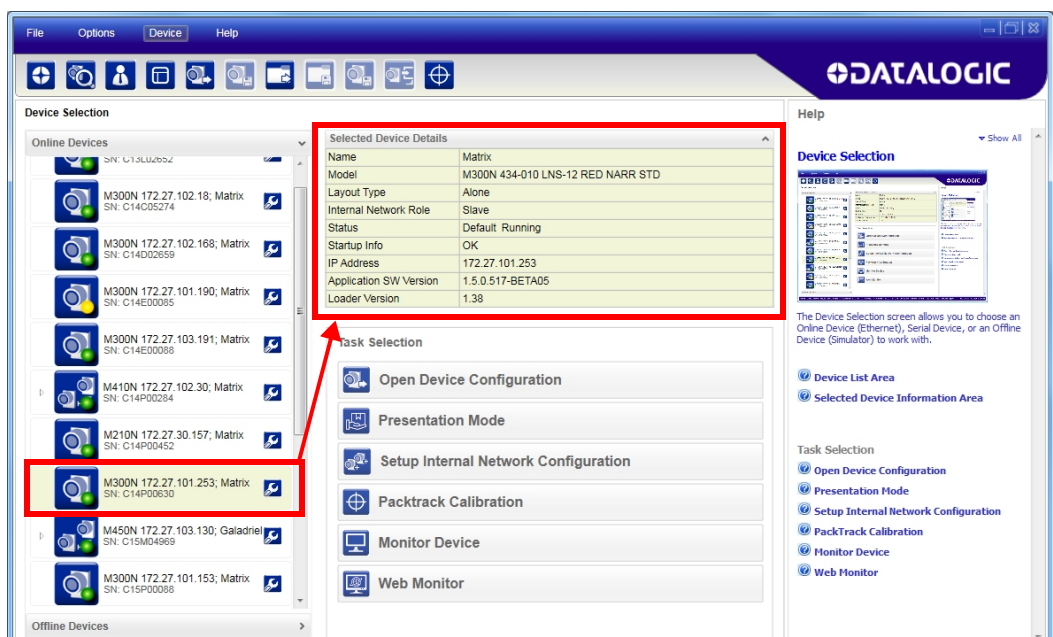 File Options Device Help
DATALOGIC
Device Selection
Online Devices
SN: C13L02652
M300N 172.27.102.18; Matrix
SN: C14C05274
M300N 172.27.102.168; Matrix
SN: C14D02659
M300N 172.27.101.190; Matrix
SN: C14E00085
M300N 172.27.103.191; Matrix
SN: C14E00088
M410N 172.27.102.30; Matrix
SN: C14P00284
M210N 172.27.30.157; Matrix
SN: C14P00452
M300N 172.27.101.253; Matrix
SN: C14P00630
M450N 172.27.103.130; Galadriel
SN: C15M04969
M300N 172.27.101.153; Matrix
SN: C15P00088
Offline Devices
Selected Device Details
Name Matrix
Model M300N 434-010 LNS-12 RED NARR STD
Layout Type Alone
Internal Network Role Slave
Status Default Running
Startup Info OK
IP Address 172.27.101.253
Application SW Version 1.5.0.517-BETA05
Loader Version 1.38
Task Selection
Open Device Configuration
Presentation Mode
Setup Internal Network Configuration
Packtrack Calibration
Monitor Device
Web Monitor
Help
Show All
Device Selection
The Device Selection screen allows you to choose an
Online Device (Ethernet), Serial Device, or an Offline
Device (Simulator) to work with.
Device List Area
Selected Device Information Area
Task Selection
Open Device Configuration
Presentation Mode
Setup Internal Network Configuration
PackTrack Calibration
Monitor Device
Web Monitor